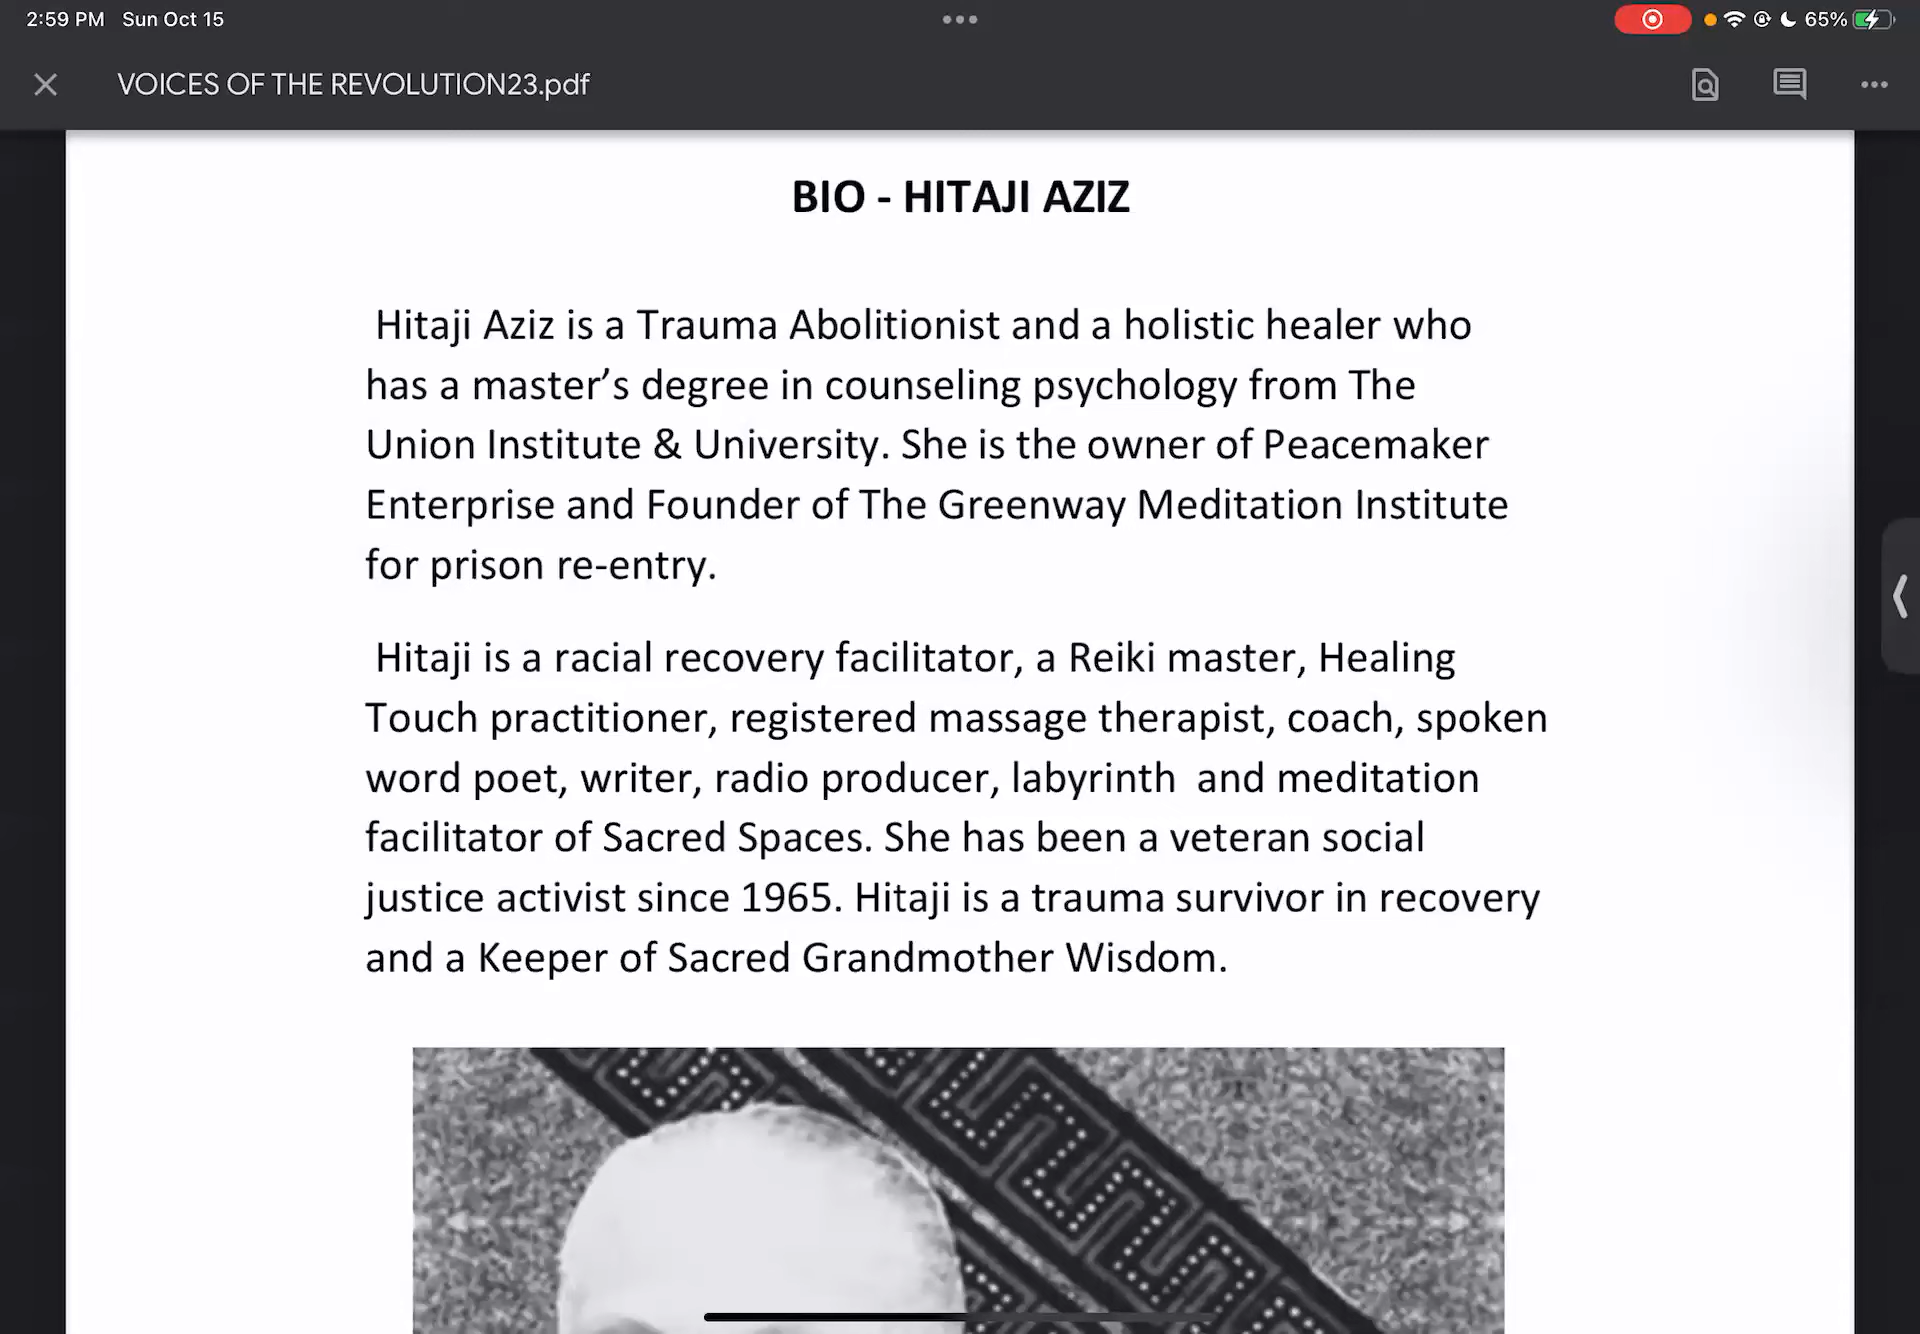 2:59 PM Sun Oct 15
65%
VOICES OF THE REVOLUTION23.pdf
BIO - HITAJI AZIZ
Hitaji Aziz is a Trauma Abolitionist and a holistic healer who
has a master’s degree in counseling psychology from The
Union Institute & University. She is the owner of Peacemaker
Enterprise and Founder of The Greenway Meditation Institute
for prison re-entry.
Hitaji is a racial recovery facilitator, a Reiki master, Healing
Touch practitioner, registered massage therapist, coach, spoken
word poet, writer, radio producer, labyrinth  and meditation
facilitator of Sacred Spaces. She has been a veteran social
justice activist since 1965. Hitaji is a trauma survivor in recovery
and a Keeper of Sacred Grandmother Wisdom.